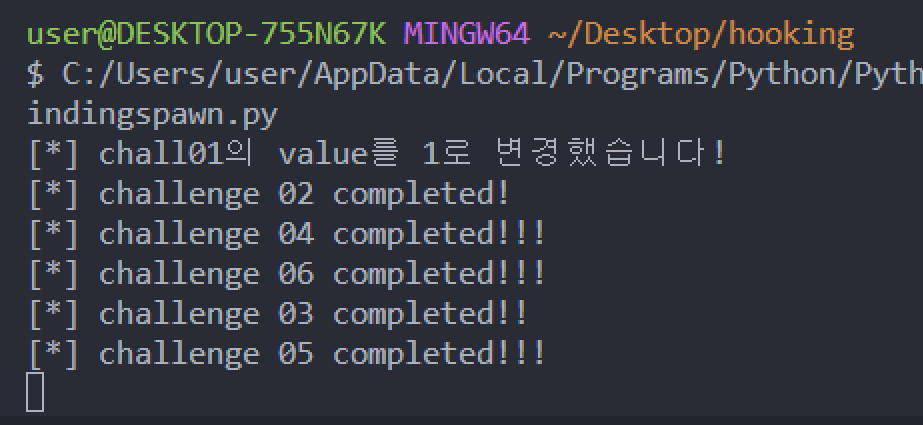 user@DESKTOP-755N67K MINGW64 ~/Desktop/hooking
$ C:/Users/user/AppData/Local/Programs/Python/Pyth
indingspawn.py
[*] chall01의 value를 1로 변경했습니다!
[*] challenge 02 completed!
[*] challenge 04 completed!!!
[*] challenge 06 completed!!!
[*] challenge 03 completed!!
[*] challenge 05 completed!!!